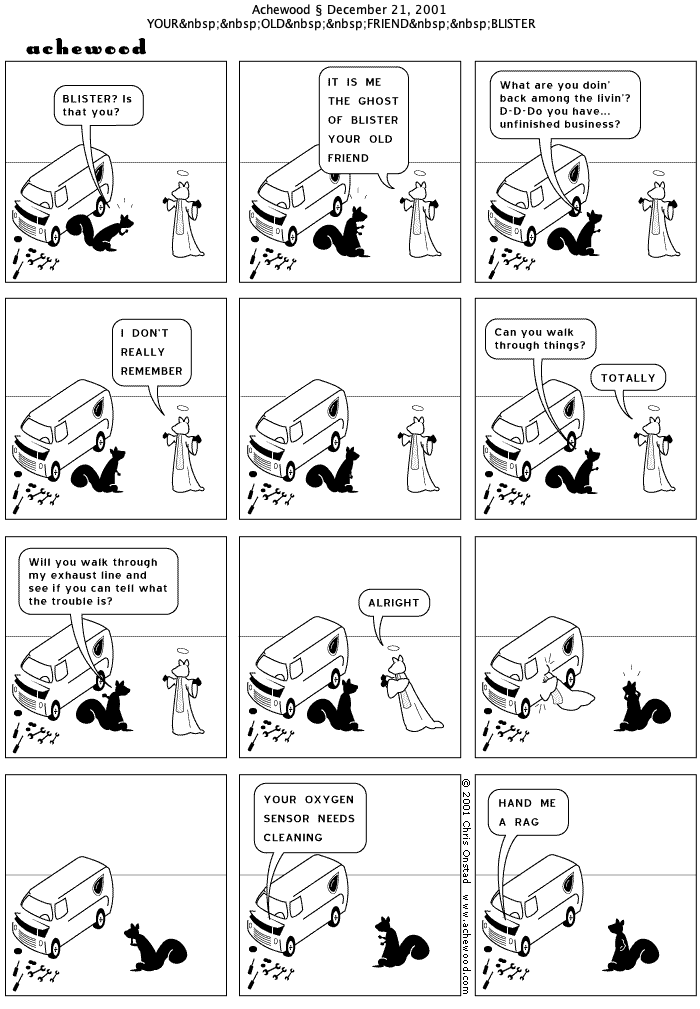 Achewood § December 21, 2001
YOUR&nbsp;&nbsp;OLD&nbsp;&nbsp;FRIEND&nbsp;&nbsp;BLISTER
achewood
BLISTER? Is
that you?
IT IS ME
THE GHOST
OF BLISTER
YOUR OLD
FRIEND
What are you doin'
back among the livin'?
D-D-Do you have...
unfinished business?
I DON'T
REALLY
REMEMBER
Can you walk
through things?
TOTALLY
Will you walk through
my exhaust line and
see if you can tell what
the trouble is?
ALRIGHT
YOUR OXYGEN
SENSOR NEEDS
CLEANING
HAND ME
A RAG
© 2001 Chris Onstad www.achewood.com